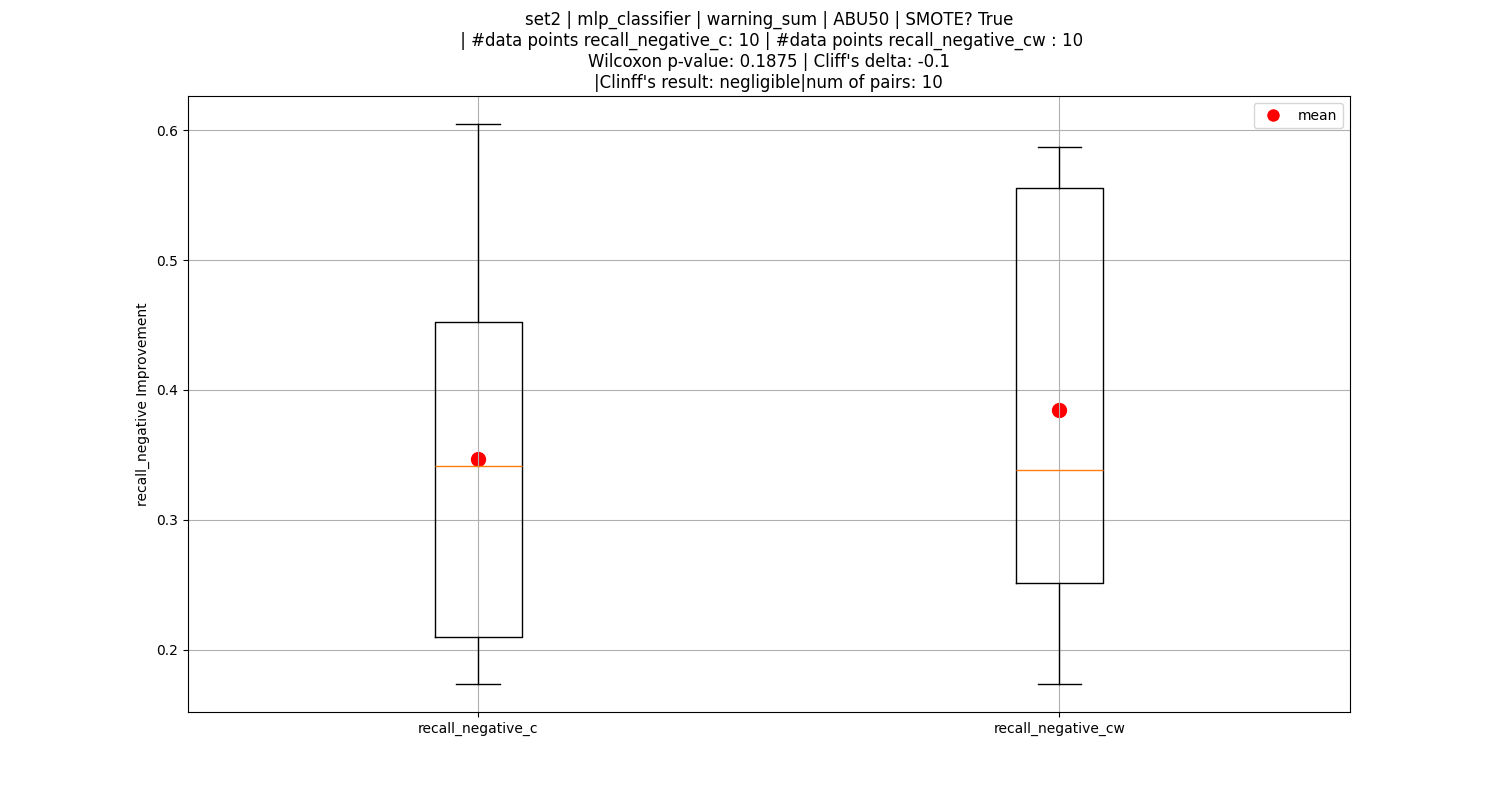 set2 | mlp_classifier | warning_sum | ABU50 | SMOTE? True
| #data points recall_negative_c: 10 | #data points recall_negative_cw : 10
Wilcoxon p-value: 0.1875 | Cliff's delta: -0.1
|Clinff's result: negligible|num of pairs: 10
mean
0.6
0.5
0.4
0.3
0.2
recall_negative Improvement
recall_negative_c
recall_negative_cw